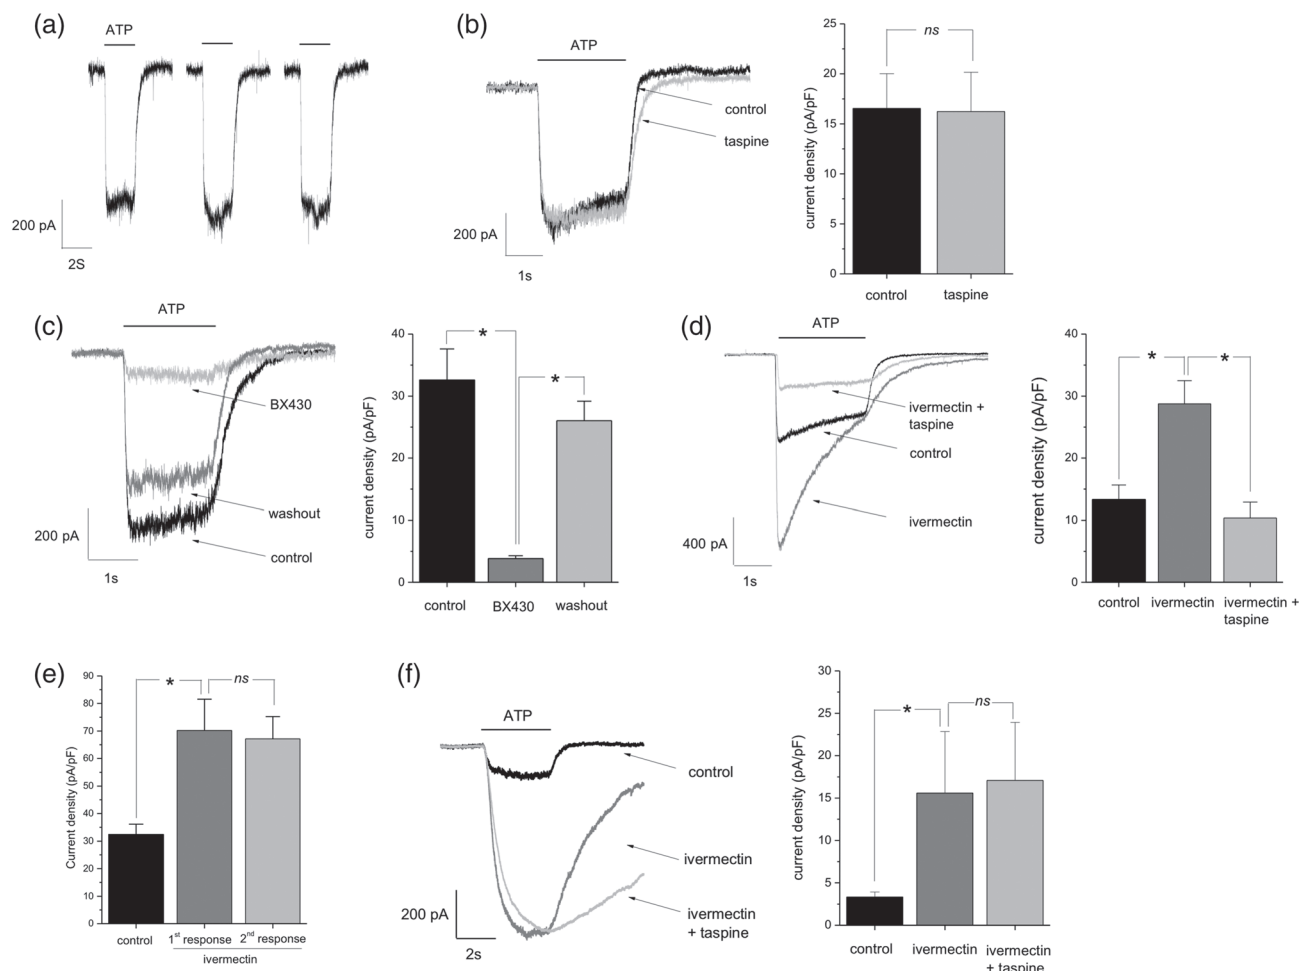 (a)
ATP
200 pA
2S
(b)
ATP
control
taspine
200 pA
1s
25
20
15
10
5
0
current density (pA/pF)
ns
control
taspine
(c)
ATP
BX430
washout
control
200 pA
1s
40
30
20
10
0
current density (pA/pF)
*
*
control
BX430
washout
(d)
ATP
ivermectin +
taspine
control
ivermectin
400 pA
1s
40
30
20
10
0
current density (pA/pF)
*
*
control
ivermectin
ivermectin +
taspine
(e)
90
80
70
60
50
40
30
20
10
0
Current density (pA/pF)
*
ns
control
1st response
2nd response
ivermectin
(f)
ATP
control
ivermectin
ivermectin
+ taspine
200 pA
2s
30
25
20
15
10
5
0
current density (pA/pF)
*
ns
control
ivermectin
ivermectin
+ taspine